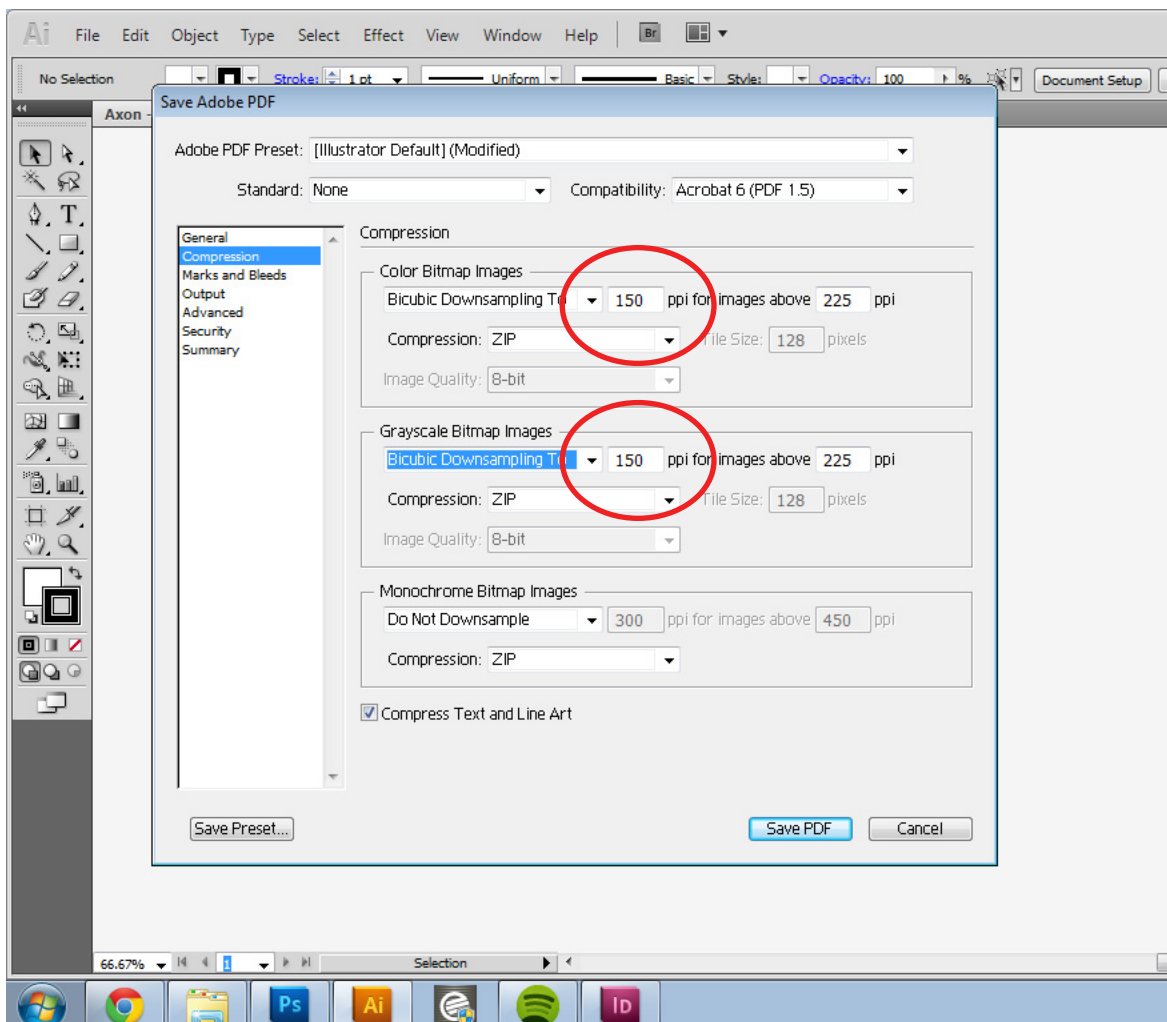 Ai File Edit Object Type Select Effect View Window Help Br
No Selection Stroke: 1 pt Uniform Basic Style: Opacity: 100 % Document Setup
Axon -
Save Adobe PDF
Adobe PDF Preset: [Illustrator Default] (Modified)
Standard: None Compatibility: Acrobat 6 (PDF 1.5)
General
Compression
Marks and Bleeds
Output
Advanced
Security
Summary
Compression
Color Bitmap Images
Bicubic Downsampling To 150 ppi for images above 225 ppi
Compression: ZIP Tile Size: 128 pixels
Image Quality: 8-bit
Grayscale Bitmap Images
Bicubic Downsampling To 150 ppi for images above 225 ppi
Compression: ZIP Tile Size: 128 pixels
Image Quality: 8-bit
Monochrome Bitmap Images
Do Not Downsample 300 ppi for images above 450 ppi
Compression: ZIP
Compress Text and Line Art
Save Preset... Save PDF Cancel
66.67% 1 Selection
Ps Ai ID